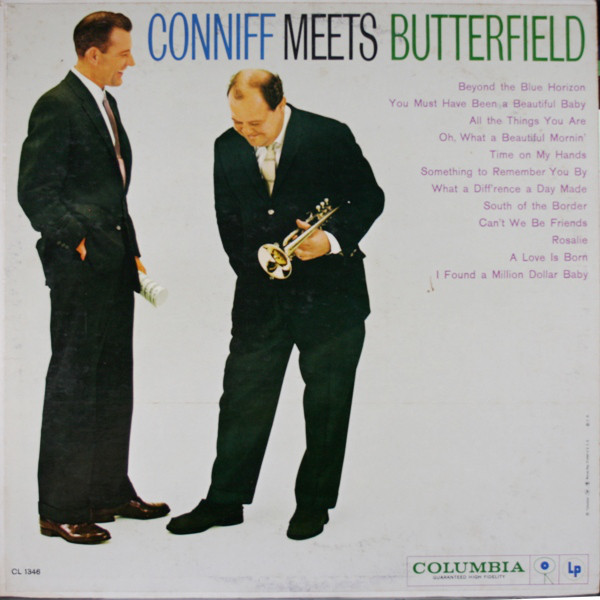 CONNIFF MEETS BUTTERFIELD
Beyond the Blue Horizon
You Must Have Been a Beautiful Baby
All the Things You Are
Oh, What a Beautiful Mornin'
Time on My Hands
Something to Remember You By
What a Diff'rence a Day Made
South of the Border
Can't We Be Friends
Rosalie
A Love Is Born
I Found a Million Dollar Baby
CL 1346
COLUMBIA
GUARANTEED HIGH FIDELITY
Lp